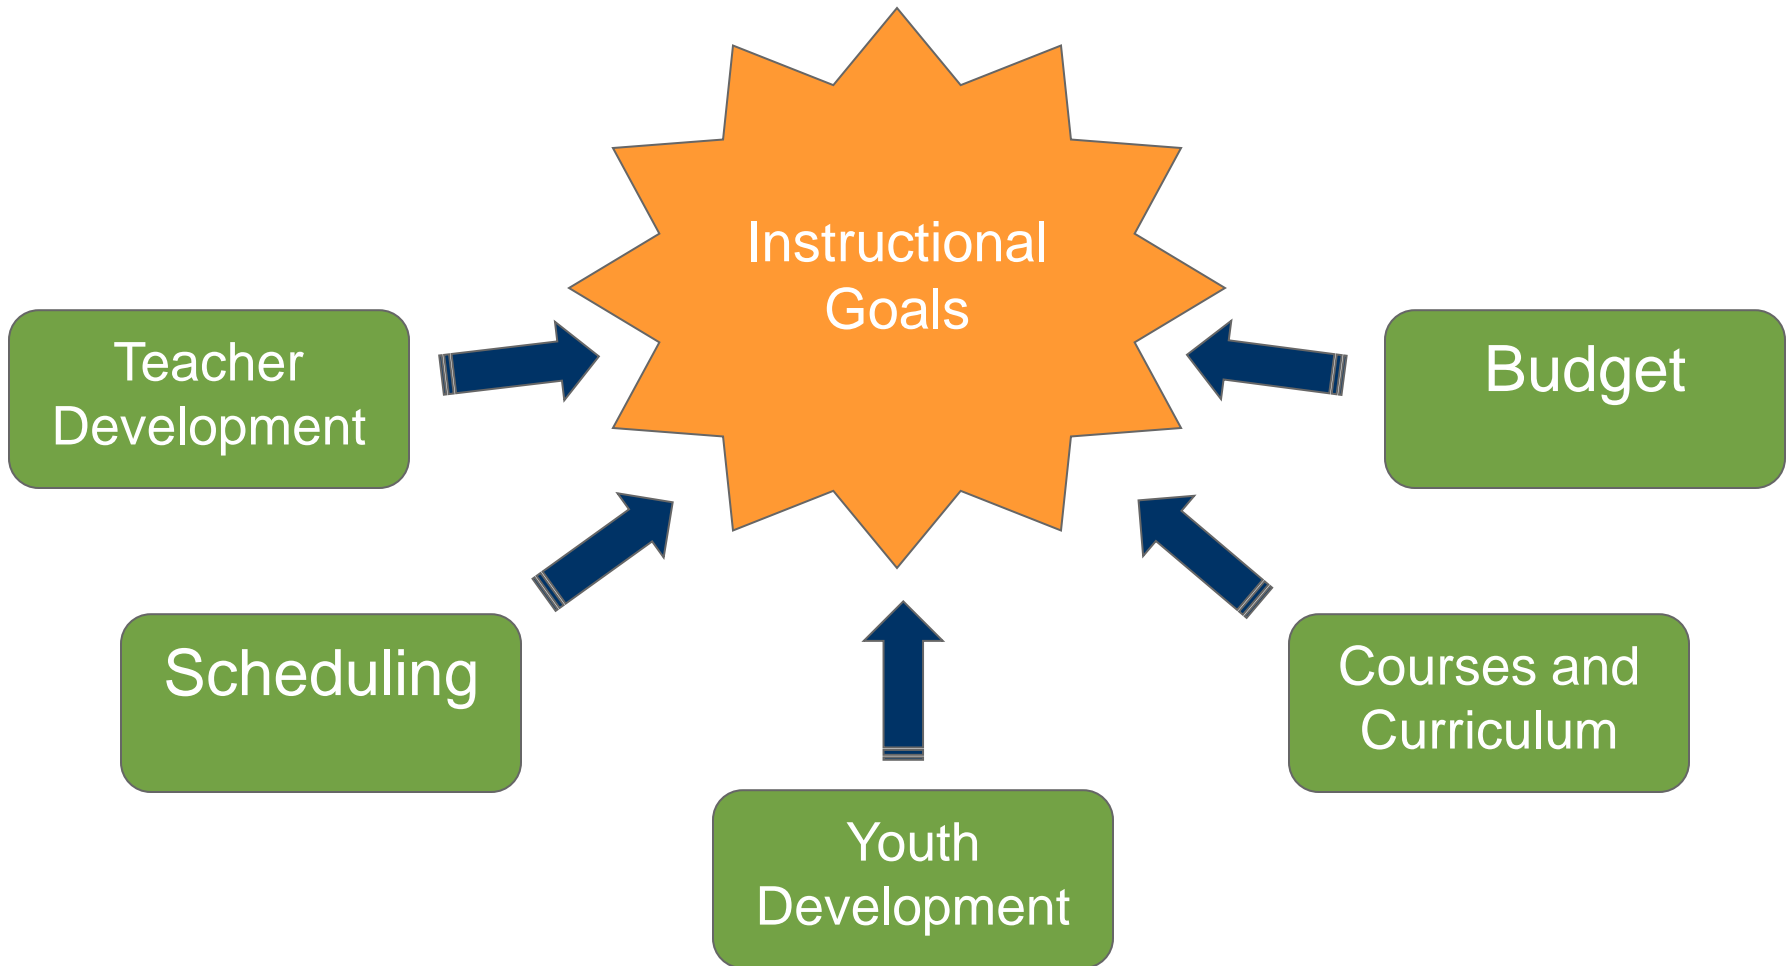 Instructional
Goals
Teacher
Development
Budget
Scheduling
Courses and
Curriculum
Youth
Development